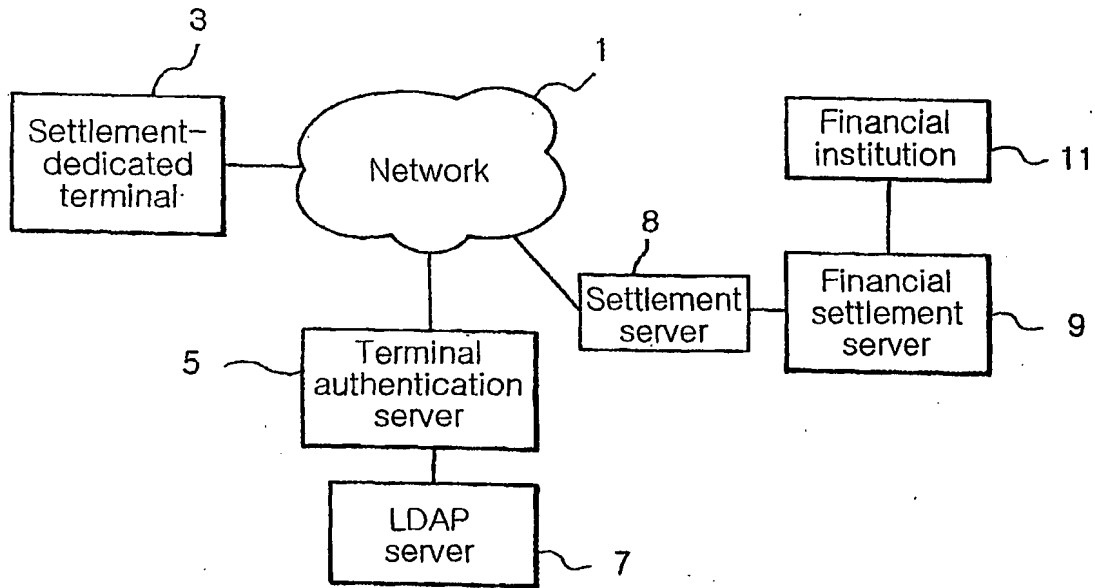 3
1
Settlement-
dedicated
terminal
Network
Financial
institution
11
8
Settlement
server
Financial
settlement
server
9
5
Terminal
authentication
server
LDAP
server
7